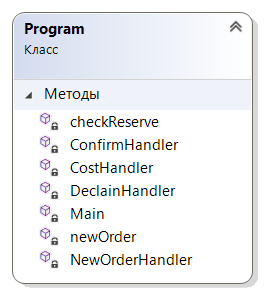 Program
Класс
Методы
checkReserve
ConfirmHandler
CostHandler
DeclainHandler
Main
newOrder
NewOrderHandler